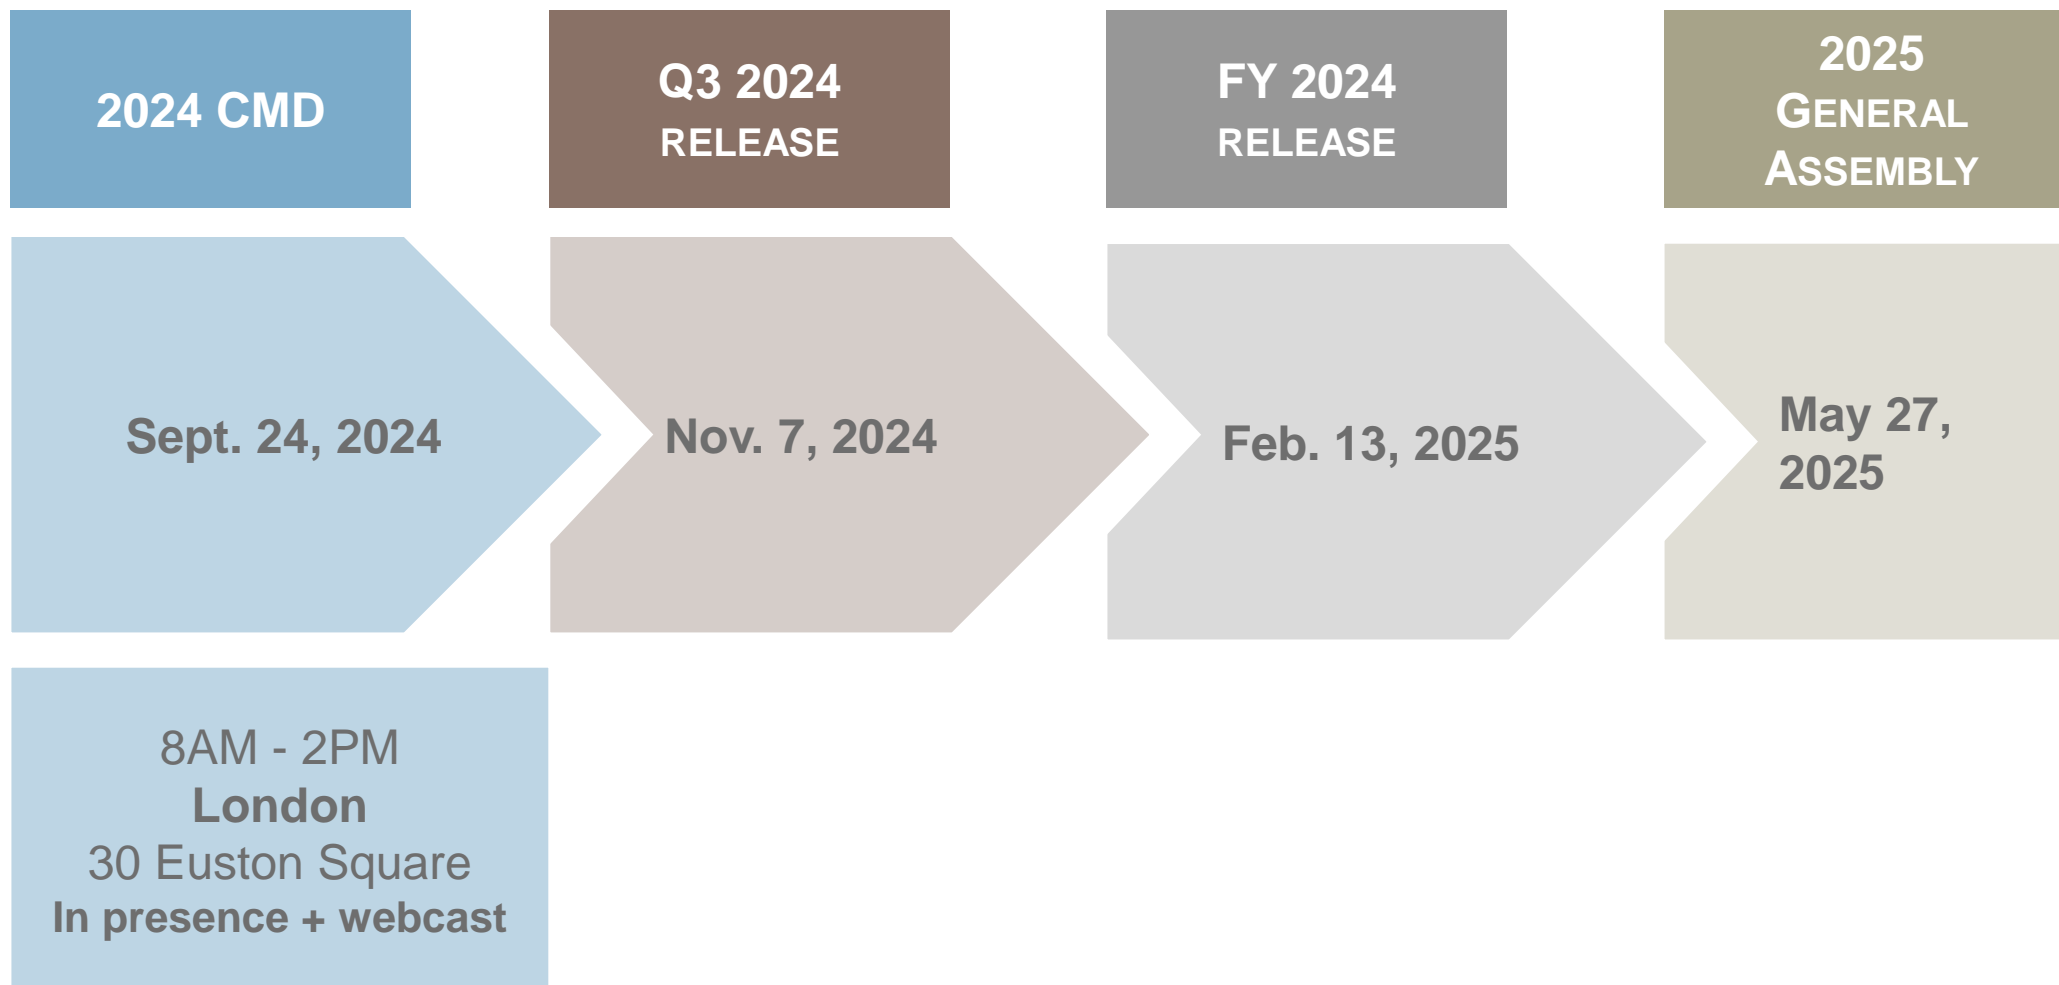 2024 CMD
Q3 2024
RELEASE
FY 2024
RELEASE
2025
GENERAL
ASSEMBLY
Sept. 24, 2024
Nov. 7, 2024
Feb. 13, 2025
May 27,
2025
8AM - 2PM
London
30 Euston Square
In presence + webcast